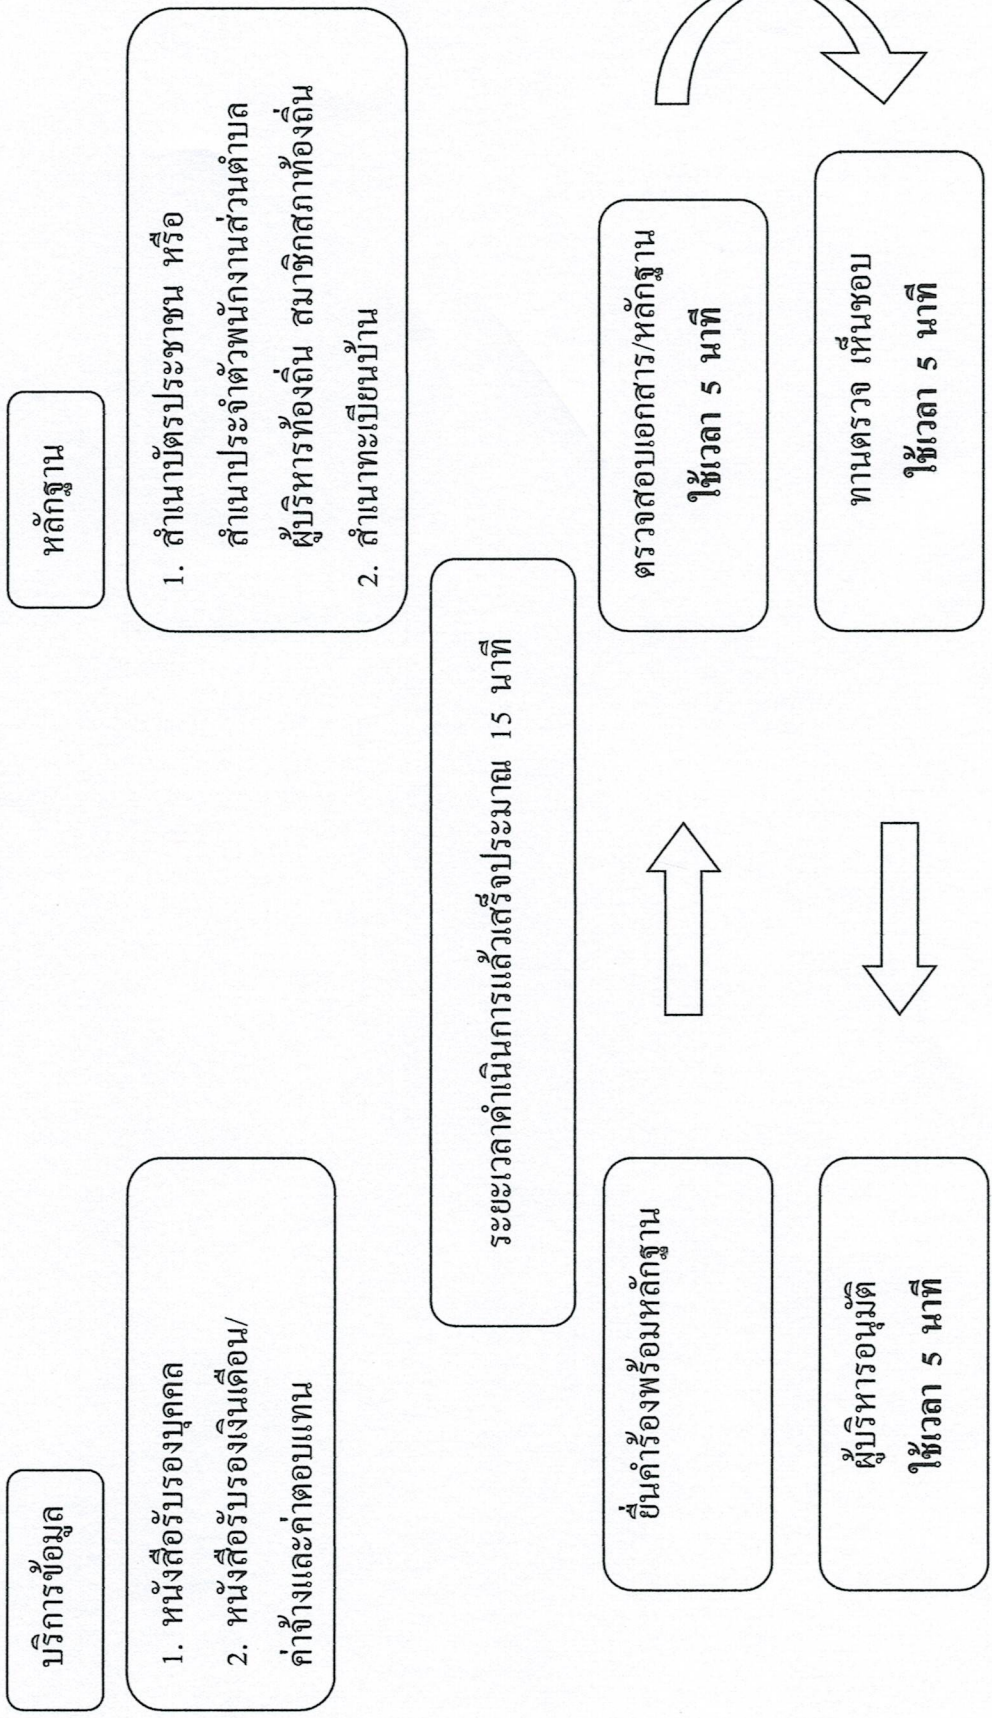 บริการข้อมูล
1. หนังสือรับรองบุคคล
2. หนังสือรับรองเงินเดือน/
ค่าจ้างและค่าตอบแทน
หลักฐาน
1. สำเนาบัตรประชาชน หรือ
สำเนาประจำตัวพนักงานส่วนตำบล
ผู้บริหารท้องถิ่น สมาชิกสภาท้องถิ่น
2. สำเนาทะเบียนบ้าน
ระยะเวลาดำเนินการแล้วเสร็จประมาณ 15 นาที
ยื่นคำร้องพร้อมหลักฐาน
ตรวจสอบเอกสาร/หลักฐาน
ใช้เวลา 5 นาที
ทานตรวจ เห็นชอบ
ใช้เวลา 5 นาที
ผู้บริหารอนุมัติ
ใช้เวลา 5 นาที